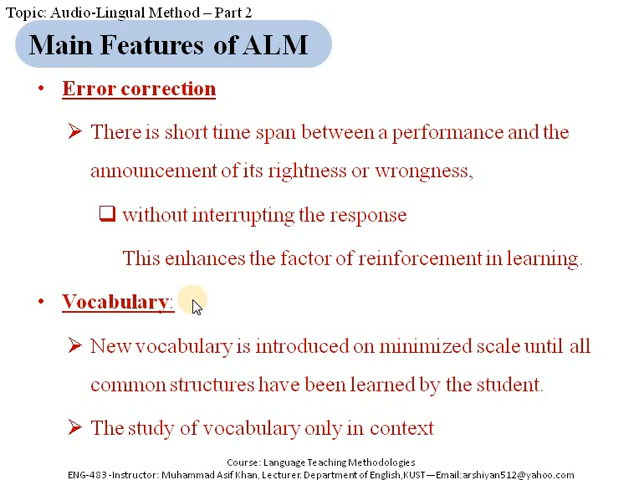 Topic: Audio-Lingual Method – Part 2
Main Features of ALM
• Error correction
➢ There is short time span between a performance and the
announcement of its rightness or wrongness,
❑ without interrupting the response
This enhances the factor of reinforcement in learning.
• Vocabulary:
➢ New vocabulary is introduced on minimized scale until all
common structures have been learned by the student.
➢ The study of vocabulary only in context
Course: Language Teaching Methodologies
ENG-483 - Instructor: Muhammad Asif Khan, Lecturer. Department of English,KUST—Email:arshiyan512@yahoo.com